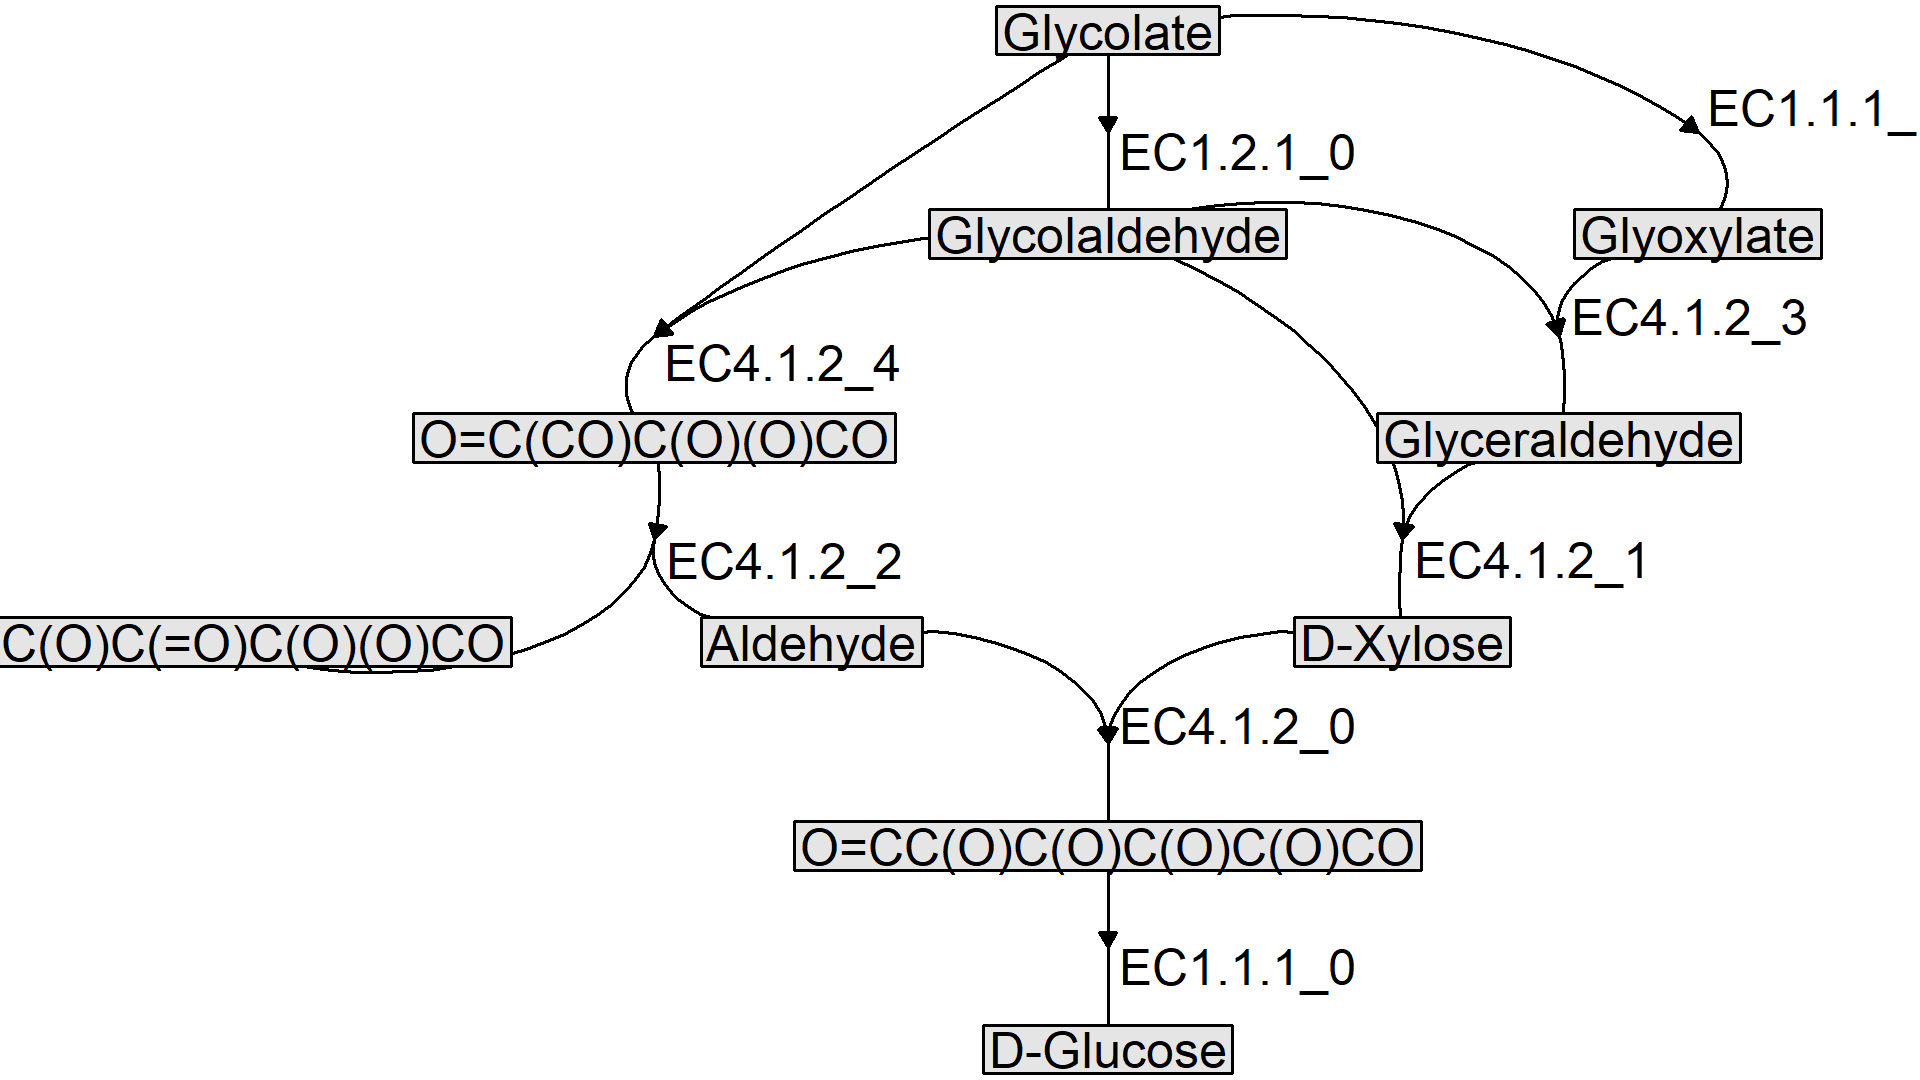 Glycolate
EC1.1.1_
EC1.2.1_0
Glycolaldehyde
Glyoxylate
EC4.1.2_3
EC4.1.2_4
O=C(CO)C(O)(O)CO
Glyceraldehyde
EC4.1.2_2
EC4.1.2_1
C(O)C(=O)C(O)(O)CO
Aldehyde
D-Xylose
EC4.1.2_0
O=CC(O)C(O)C(O)C(O)CO
EC1.1.1_0
D-Glucose